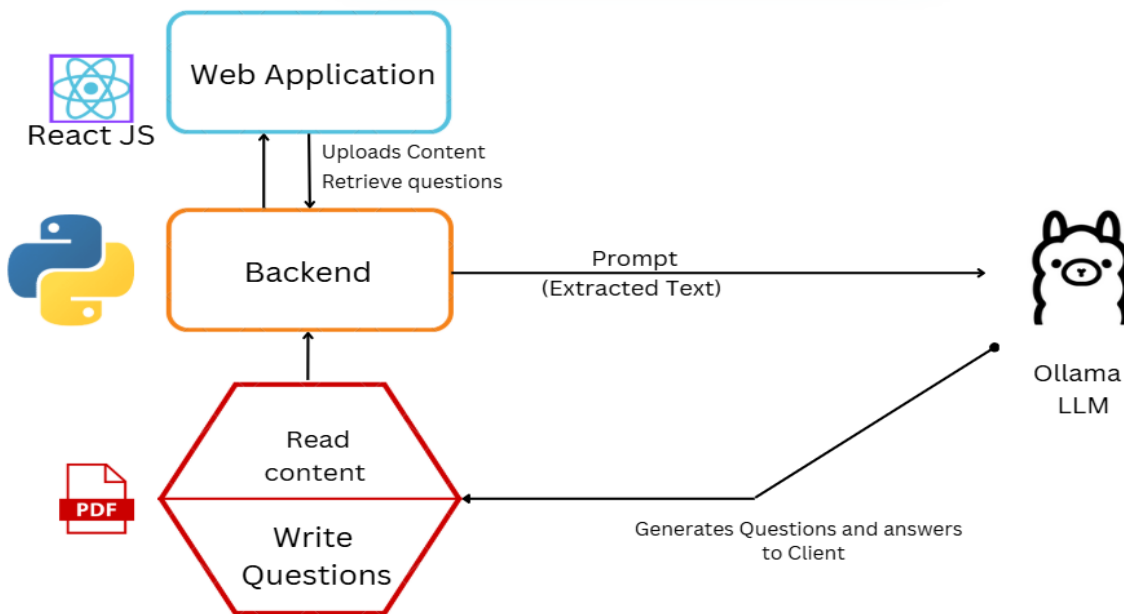 Web Application
React JS
Uploads Content
Retrieve questions
Backend
Prompt
(Extracted Text)
Ollama
LLM
Read
content
PDF
Write
Questions
Generates Questions and answers
to Client